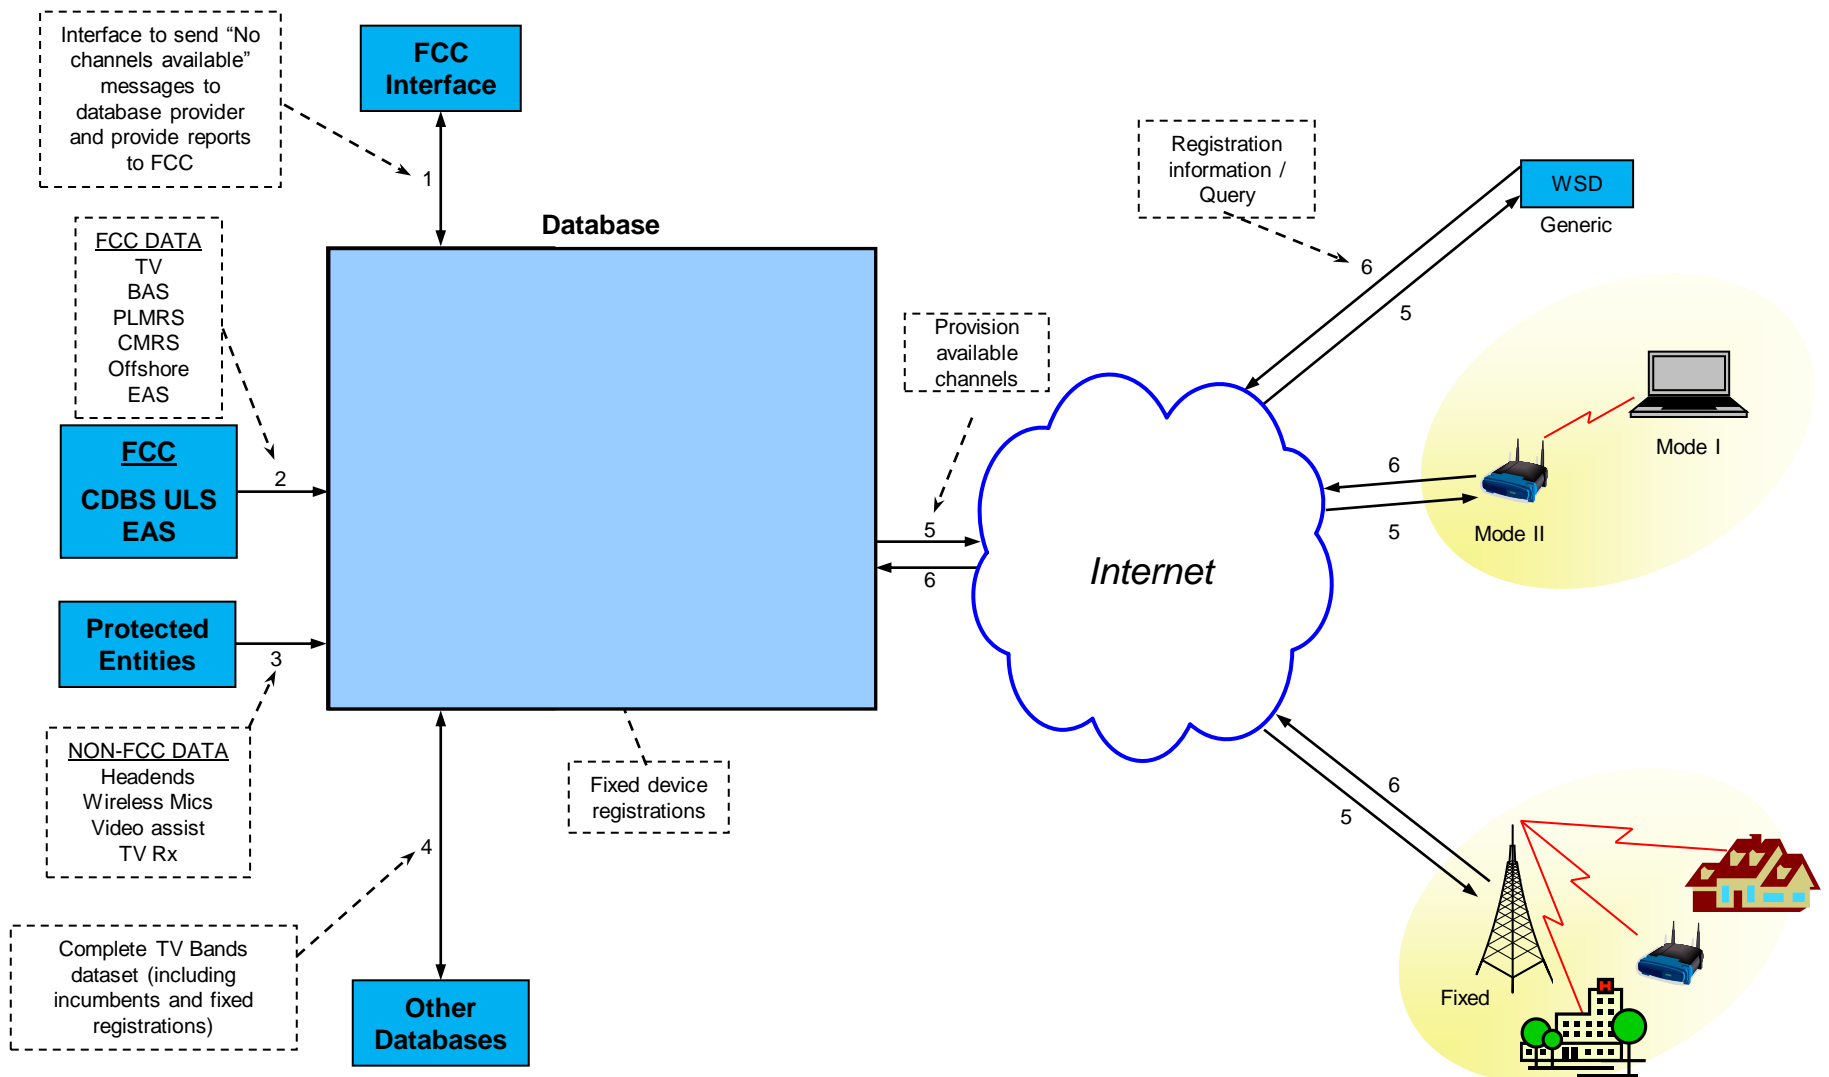 Interface to send “No
channels available”
messages to
database provider
and provide reports
to FCC
FCC
Interface
1
FCC DATA
TV
BAS
PLMRS
CMRS
Offshore
EAS
Database
FCC
CDBS ULS
EAS
2
Protected
Entities
3
NON-FCC DATA
Headends
Wireless Mics
Video assist
TV Rx
Fixed device
registrations
4
Complete TV Bands
dataset (including
incumbents and fixed
registrations)
Other
Databases
Provision
available
channels
5
6
Internet
Registration
information /
Query
6
5
WSD
Generic
Mode I
6
5
Mode II
6
5
Fixed
H